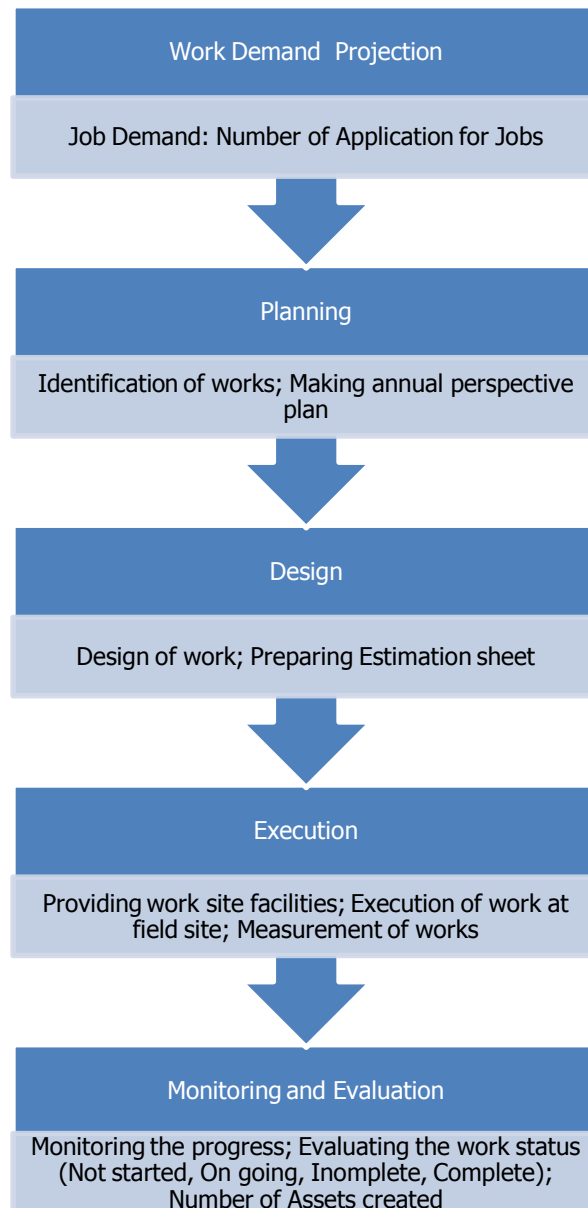 Work Demand Projection
Job Demand: Number of Application for Jobs
Planning
Identification of works; Making annual perspective
plan
Design
Design of work; Preparing Estimation sheet
Execution
Providing work site facilities; Execution of work at
field site; Measurement of works
Monitoring and Evaluation
Monitoring the progress; Evaluating the work status
(Not started, On going, Inomplete, Complete);
Number of Assets created